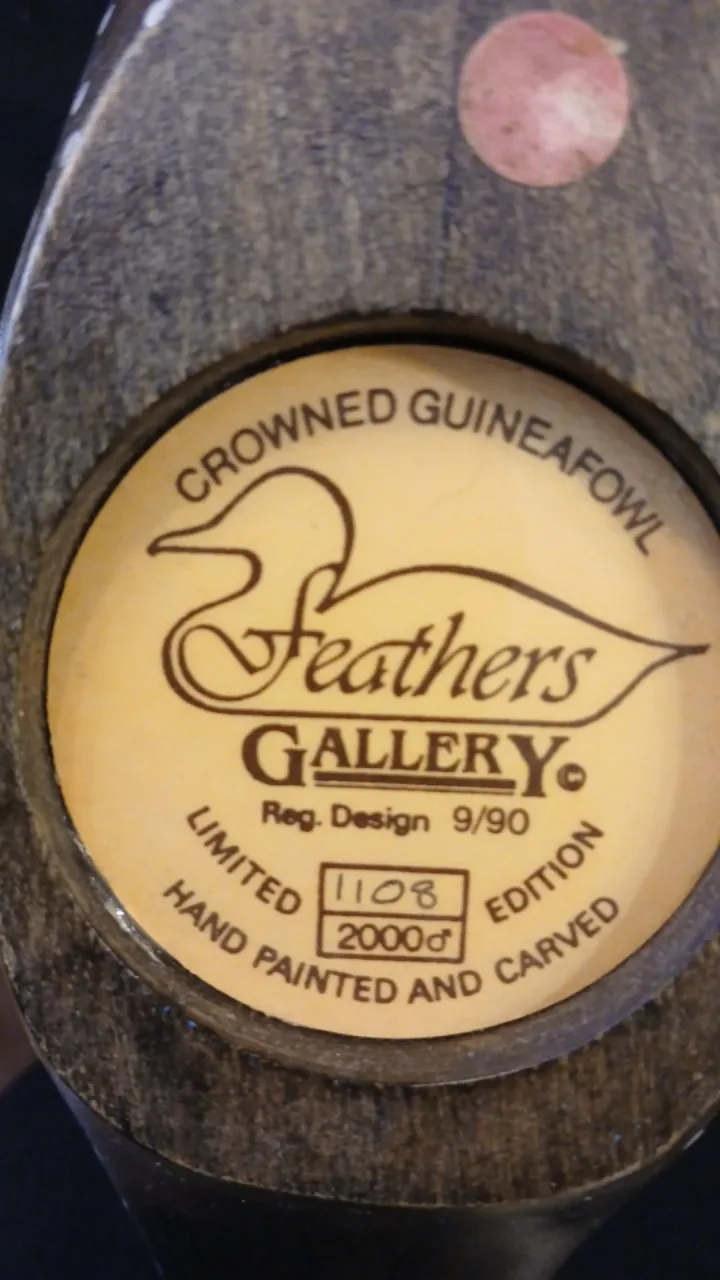 CROWNED GUINEAFOWL
Feathers
GALLERY©
Reg. Design 9/90
LIMITED EDITION
1108
2000♂
HAND PAINTED AND CARVED